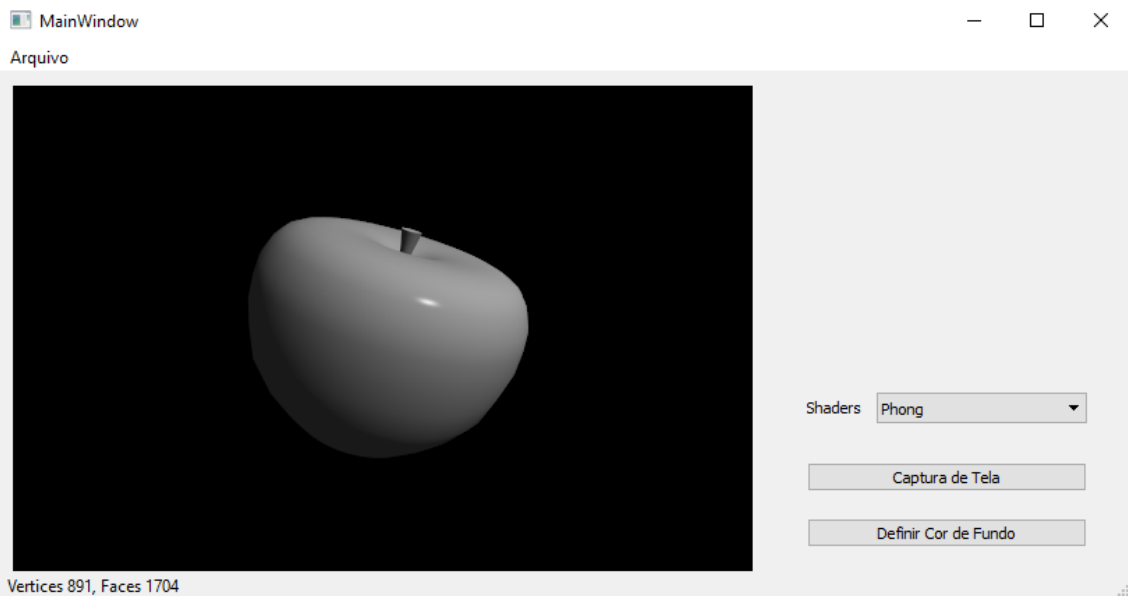 MainWindow
Arquivo
Shaders
Phong
Captura de Tela
Definir Cor de Fundo
Vertices 891, Faces 1704